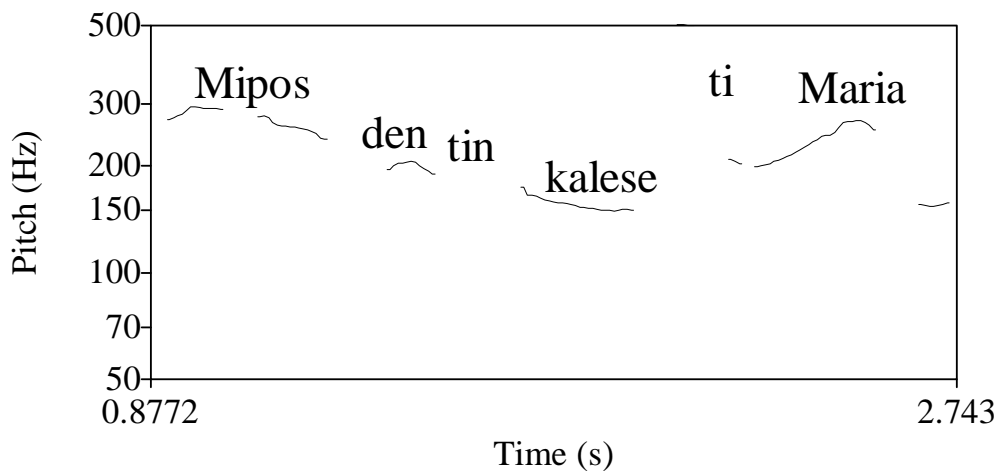 500
300
200
150
100
70
50
Pitch (Hz)
Mipos
den
tin
kalese
ti
Maria
0.8772
2.743
Time (s)